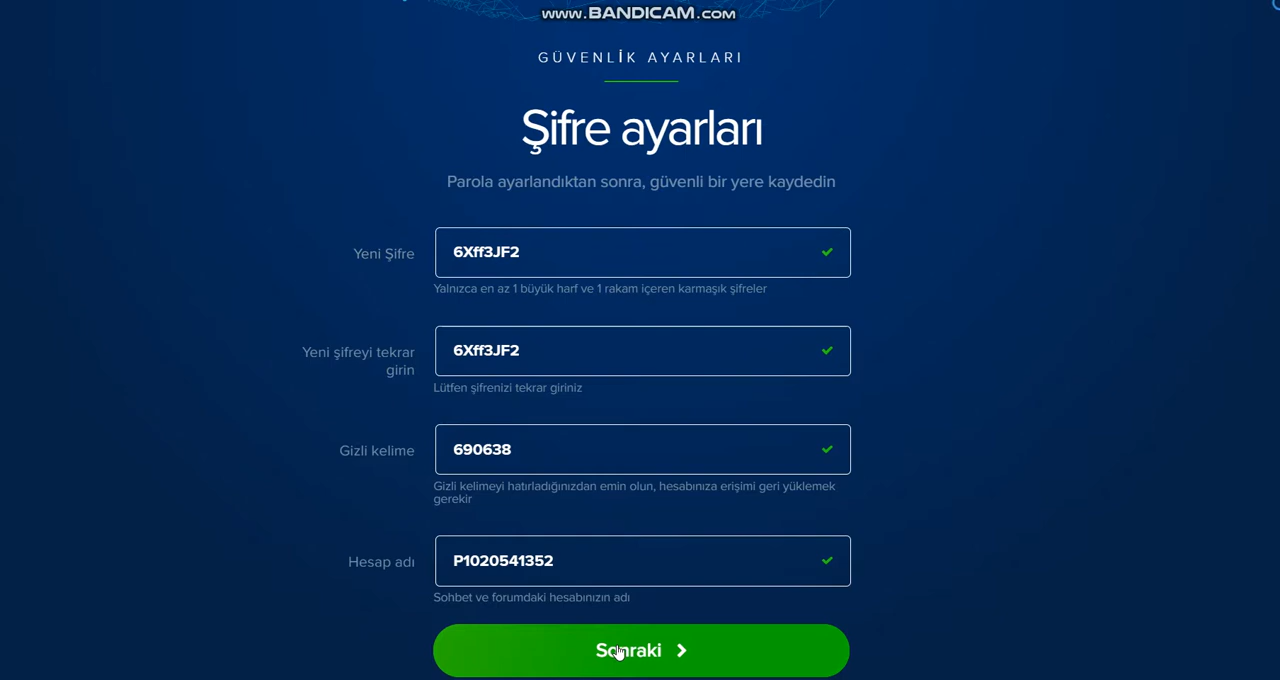 www.BANDICAM.com
GÜVENLİK AYARLARI
Şifre ayarları
Parola ayarlandıktan sonra, güvenli bir yere kaydedin
Yeni Şifre
6Xff3JF2
Yalnızca en az 1 büyük harf ve 1 rakam içeren karmaşık şifreler
Yeni şifreyi tekrar
girin
6Xff3JF2
Lütfen şifrenizi tekrar giriniz
Gizli kelime
690638
Gizli kelimeyi hatırladığınızdan emin olun, hesabınıza erişimi geri yüklemek
gerekir
Hesap adı
P1020541352
Sohbet ve forumdaki hesabınızın adı
Sonraki